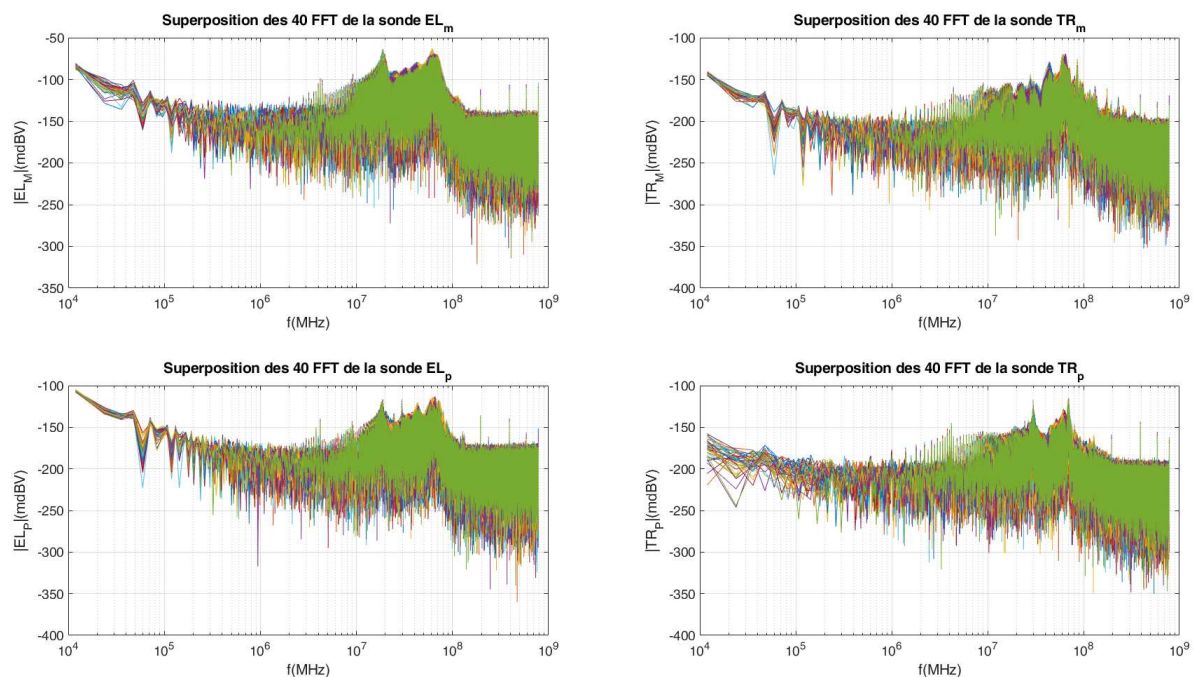 Superposition des 40 FFT de la sonde EL_m
-50
-100
-150
-200
-250
-300
-350
|EL_M|(mdBV)
10^4 10^5 10^6 10^7 10^8 10^9
f(MHz)
Superposition des 40 FFT de la sonde TR_m
-100
-150
-200
-250
-300
-350
-400
|TR_M|(mdBV)
10^4 10^5 10^6 10^7 10^8 10^9
f(MHz)
Superposition des 40 FFT de la sonde EL_p
-100
-150
-200
-250
-300
-350
-400
|EL_P|(mdBV)
10^4 10^5 10^6 10^7 10^8 10^9
f(MHz)
Superposition des 40 FFT de la sonde TR_p
-100
-150
-200
-250
-300
-350
-400
|TR_P|(mdBV)
10^4 10^5 10^6 10^7 10^8 10^9
f(MHz)